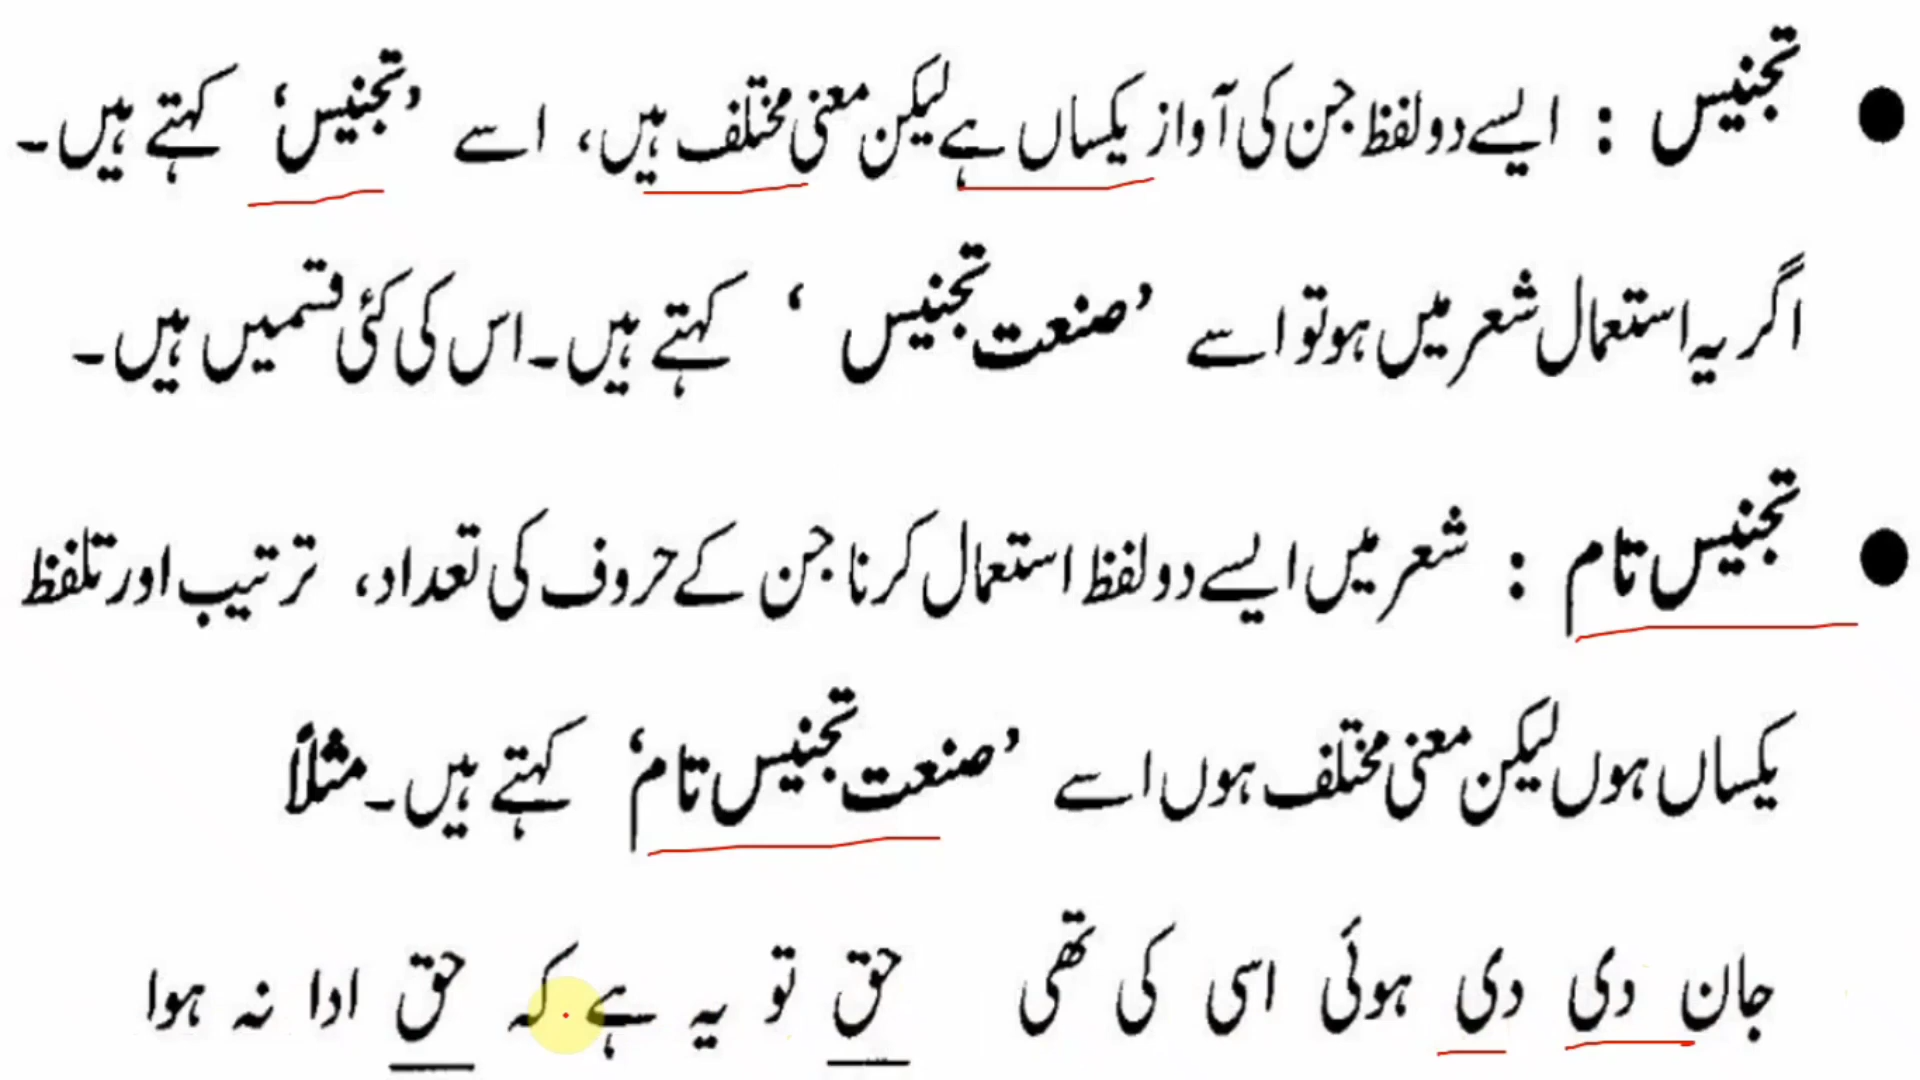 ● تجنیس : ایسے دو لفظ جن کی آواز یکساں ہے لیکن معنی مختلف ہیں، اسے ’تجنیس‘ کہتے ہیں۔
اگر یہ استعمال شعر میں ہو تو اسے ’صنعت تجنیس‘ کہتے ہیں۔ اس کی کئی قسمیں ہیں۔
● تجنیس تام : شعر میں ایسے دو لفظ استعمال کرنا جن کے حروف کی تعداد، ترتیب اور تلفظ
یکساں ہوں لیکن معنی مختلف ہوں اسے ’صنعت تجنیس تام‘ کہتے ہیں۔ مثلاً
جان دی دی ہوئی اسی کی تھی حق تو یہ ہے کہ حق ادا نہ ہوا